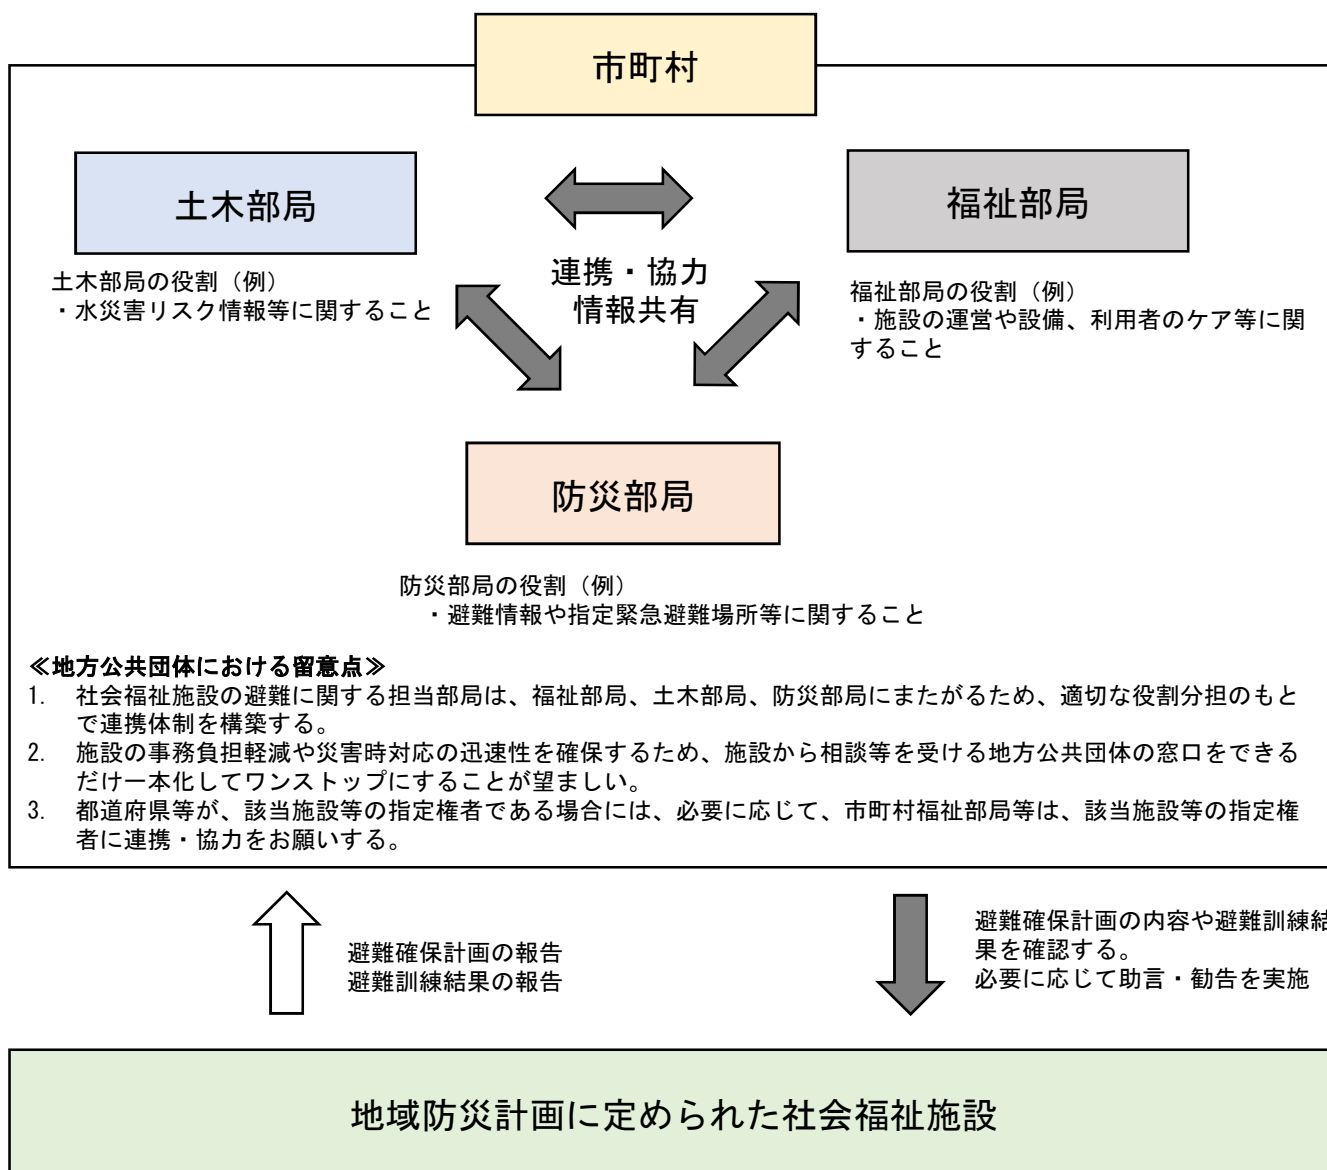 市町村
土木部局
福祉部局
土木部局の役割（例）
・水災害リスク情報等に関すること
連携・協力
情報共有
福祉部局の役割（例）
・施設の運営や設備、利用者のケア等に関
すること
防災部局
防災部局の役割（例）
・避難情報や指定緊急避難場所等に関すること
≪地方公共団体における留意点≫
1. 社会福祉施設の避難に関する担当部局は、福祉部局、土木部局、防災部局にまたがるため、適切な役割分担のもと
で連携体制を構築する。
2. 施設の事務負担軽減や災害時対応の迅速性を確保するため、施設から相談等を受ける地方公共団体の窓口をできる
だけ一本化してワンストップにすることが望ましい。
3. 都道府県等が、該当施設等の指定権者である場合には、必要に応じて、市町村福祉部局等は、該当施設等の指定権
者に連携・協力をお願いする。
避難確保計画の報告
避難訓練結果の報告
避難確保計画の内容や避難訓練結
果を確認する。
必要に応じて助言・勧告を実施
地域防災計画に定められた社会福祉施設